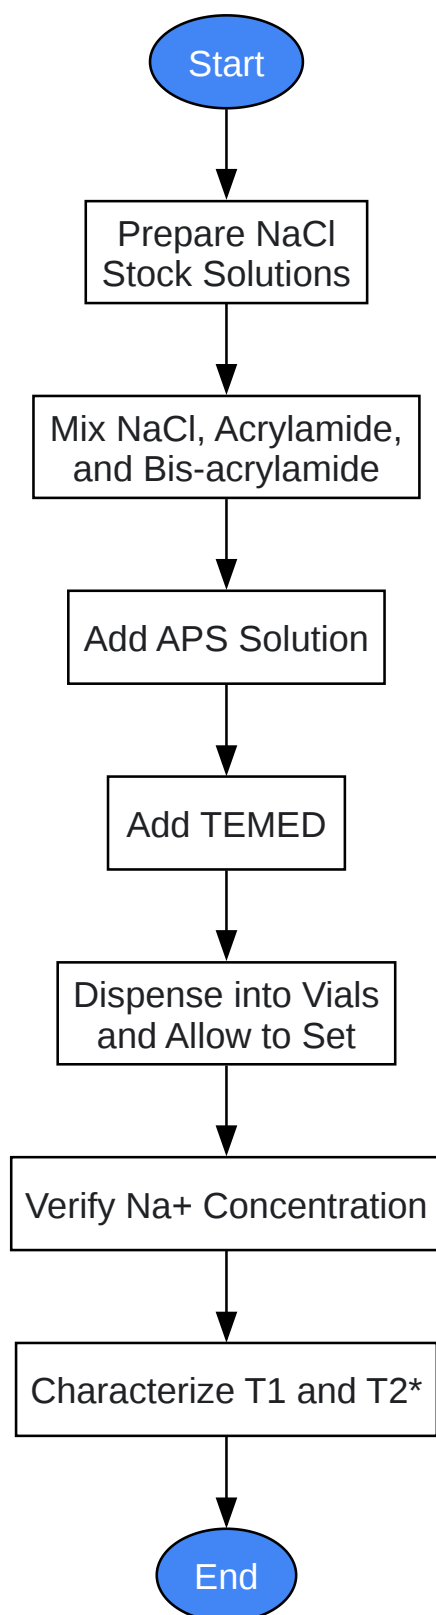 Start
Prepare NaCl
Stock Solutions
Mix NaCl, Acrylamide,
and Bis-acrylamide
Add APS Solution
Add TEMED
Dispense into Vials
and Allow to Set
Verify Na+ Concentration
Characterize T1 and T2*
End